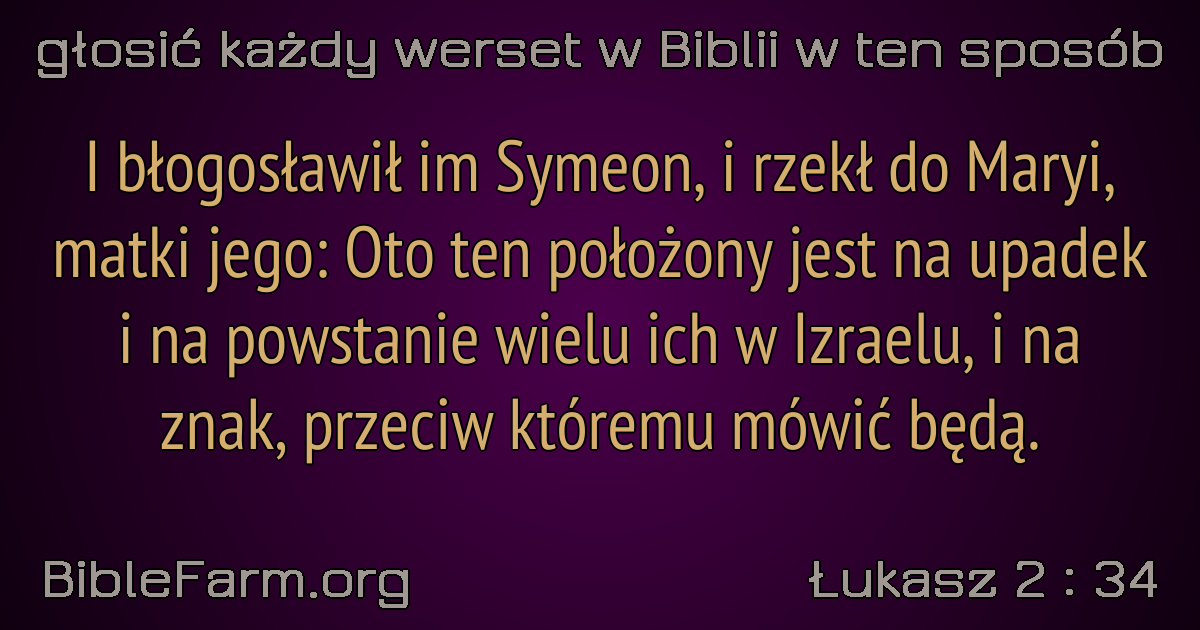 głosić każdy werset w Biblii w ten sposób
I błogosławił im Symeon, i rzekł do Maryi,
matki jego: Oto ten położony jest na upadek
i na powstanie wielu ich w Izraelu, i na
znak, przeciw któremu mówić będą.
BibleFarm.org
Łukasz 2 : 34